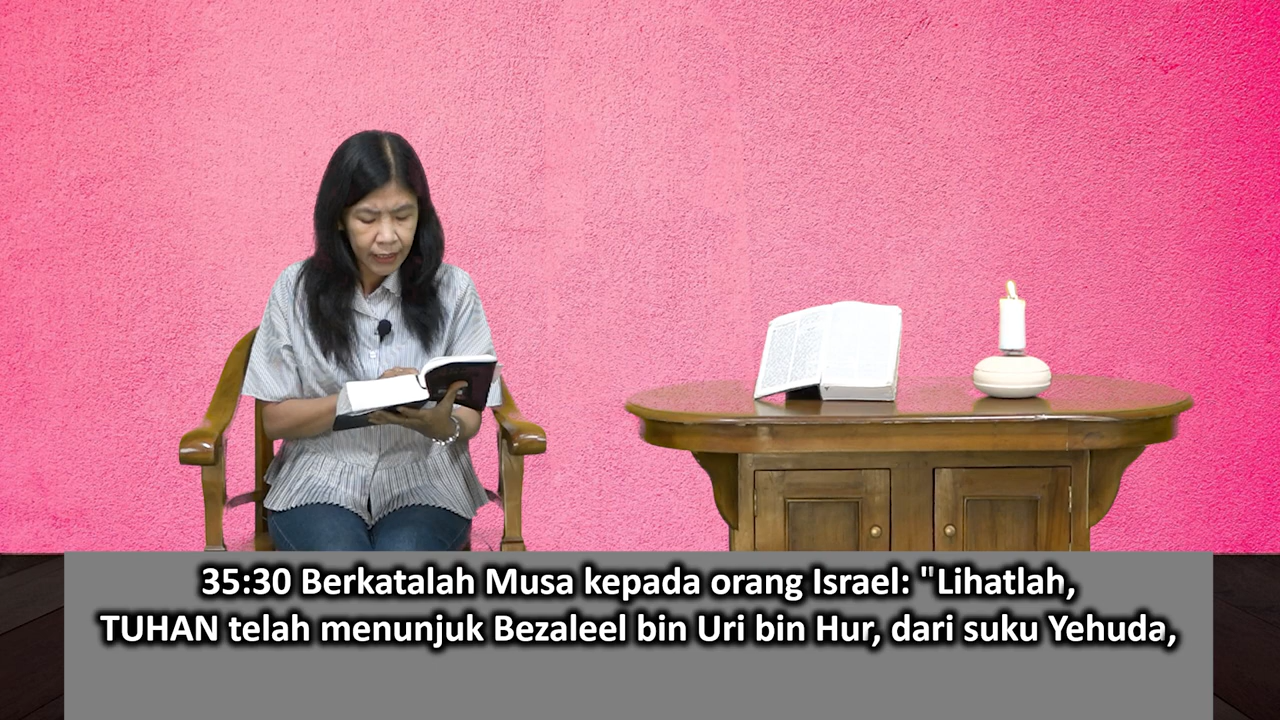 35:30 Berkatalah Musa kepada orang Israel: "Lihatlah,
TUHAN telah menunjuk Bezaleel bin Uri bin Hur, dari suku Yehuda,